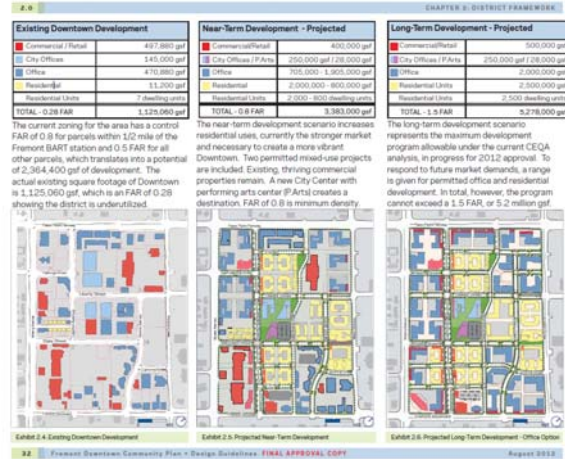 2.0
CHAPTER 2: DISTRICT FRAMEWORK
Existing Downtown Development
Commercial / Retail 497,880 gsf
City Offices 145,000 gsf
Office 470,880 gsf
Residential 11,200 gsf
Residential Units 7 dwelling units
TOTAL - 0.28 FAR 1,125,060 gsf
The current zoning for the area has a control
FAR of 0.8 for parcels within 1/2 mile of the
Fremont BART station and 0.5 FAR for all
other parcels, which translates into a potential
of 2,364,400 gsf of development. The
actual existing square footage of Downtown
is 1,125,060 gsf, which is an FAR of 0.28
showing the district is underutilized.
Near-Term Development - Projected
Commercial/Retail 400,000 gsf
City Offices / P.Arts 250,000 gsf / 28,000 gsf
Office 705,000 - 1,905,000 gsf
Residential 2,000,000 - 800,000 gsf
Residential Units 2,000 - 800 dwelling units
TOTAL - 0.8 FAR 3,383,000 gsf
The near-term development scenario increases
residential uses, currently the stronger market
and necessary to create a more vibrant
Downtown. Two permitted mixed-use projects
are included. Existing, thriving commercial
properties remain. A new City Center with
performing arts center (P.Arts) creates a
destination. FAR of 0.8 is minimum density.
Long-Term Development - Projected
Commercial/Retail 500,000 gsf
City Offices / P.Arts 250,000 gsf / 28,000 gsf
Office 2,000,000 gsf
Residential 2,500,000 gsf
Residential Units 2,500 dwelling units
TOTAL - 1.5 FAR 5,278,000 gsf
The long-term development scenario
represents the maximum development
program allowable under the current CEQA
analysis, in progress for 2012 approval. To
respond to future market demands, a range
is given for permitted office and residential
development. In total, however, the program
cannot exceed a 1.5 FAR, or 5.2 million gsf.
Exhibit 2.4: Existing Downtown Development
Exhibit 2.5: Projected Near-Term Development
Exhibit 2.6: Projected Long-Term Development - Office Option
32 Fremont Downtown Community Plan + Design Guidelines FINAL APPROVAL COPY
August 2012